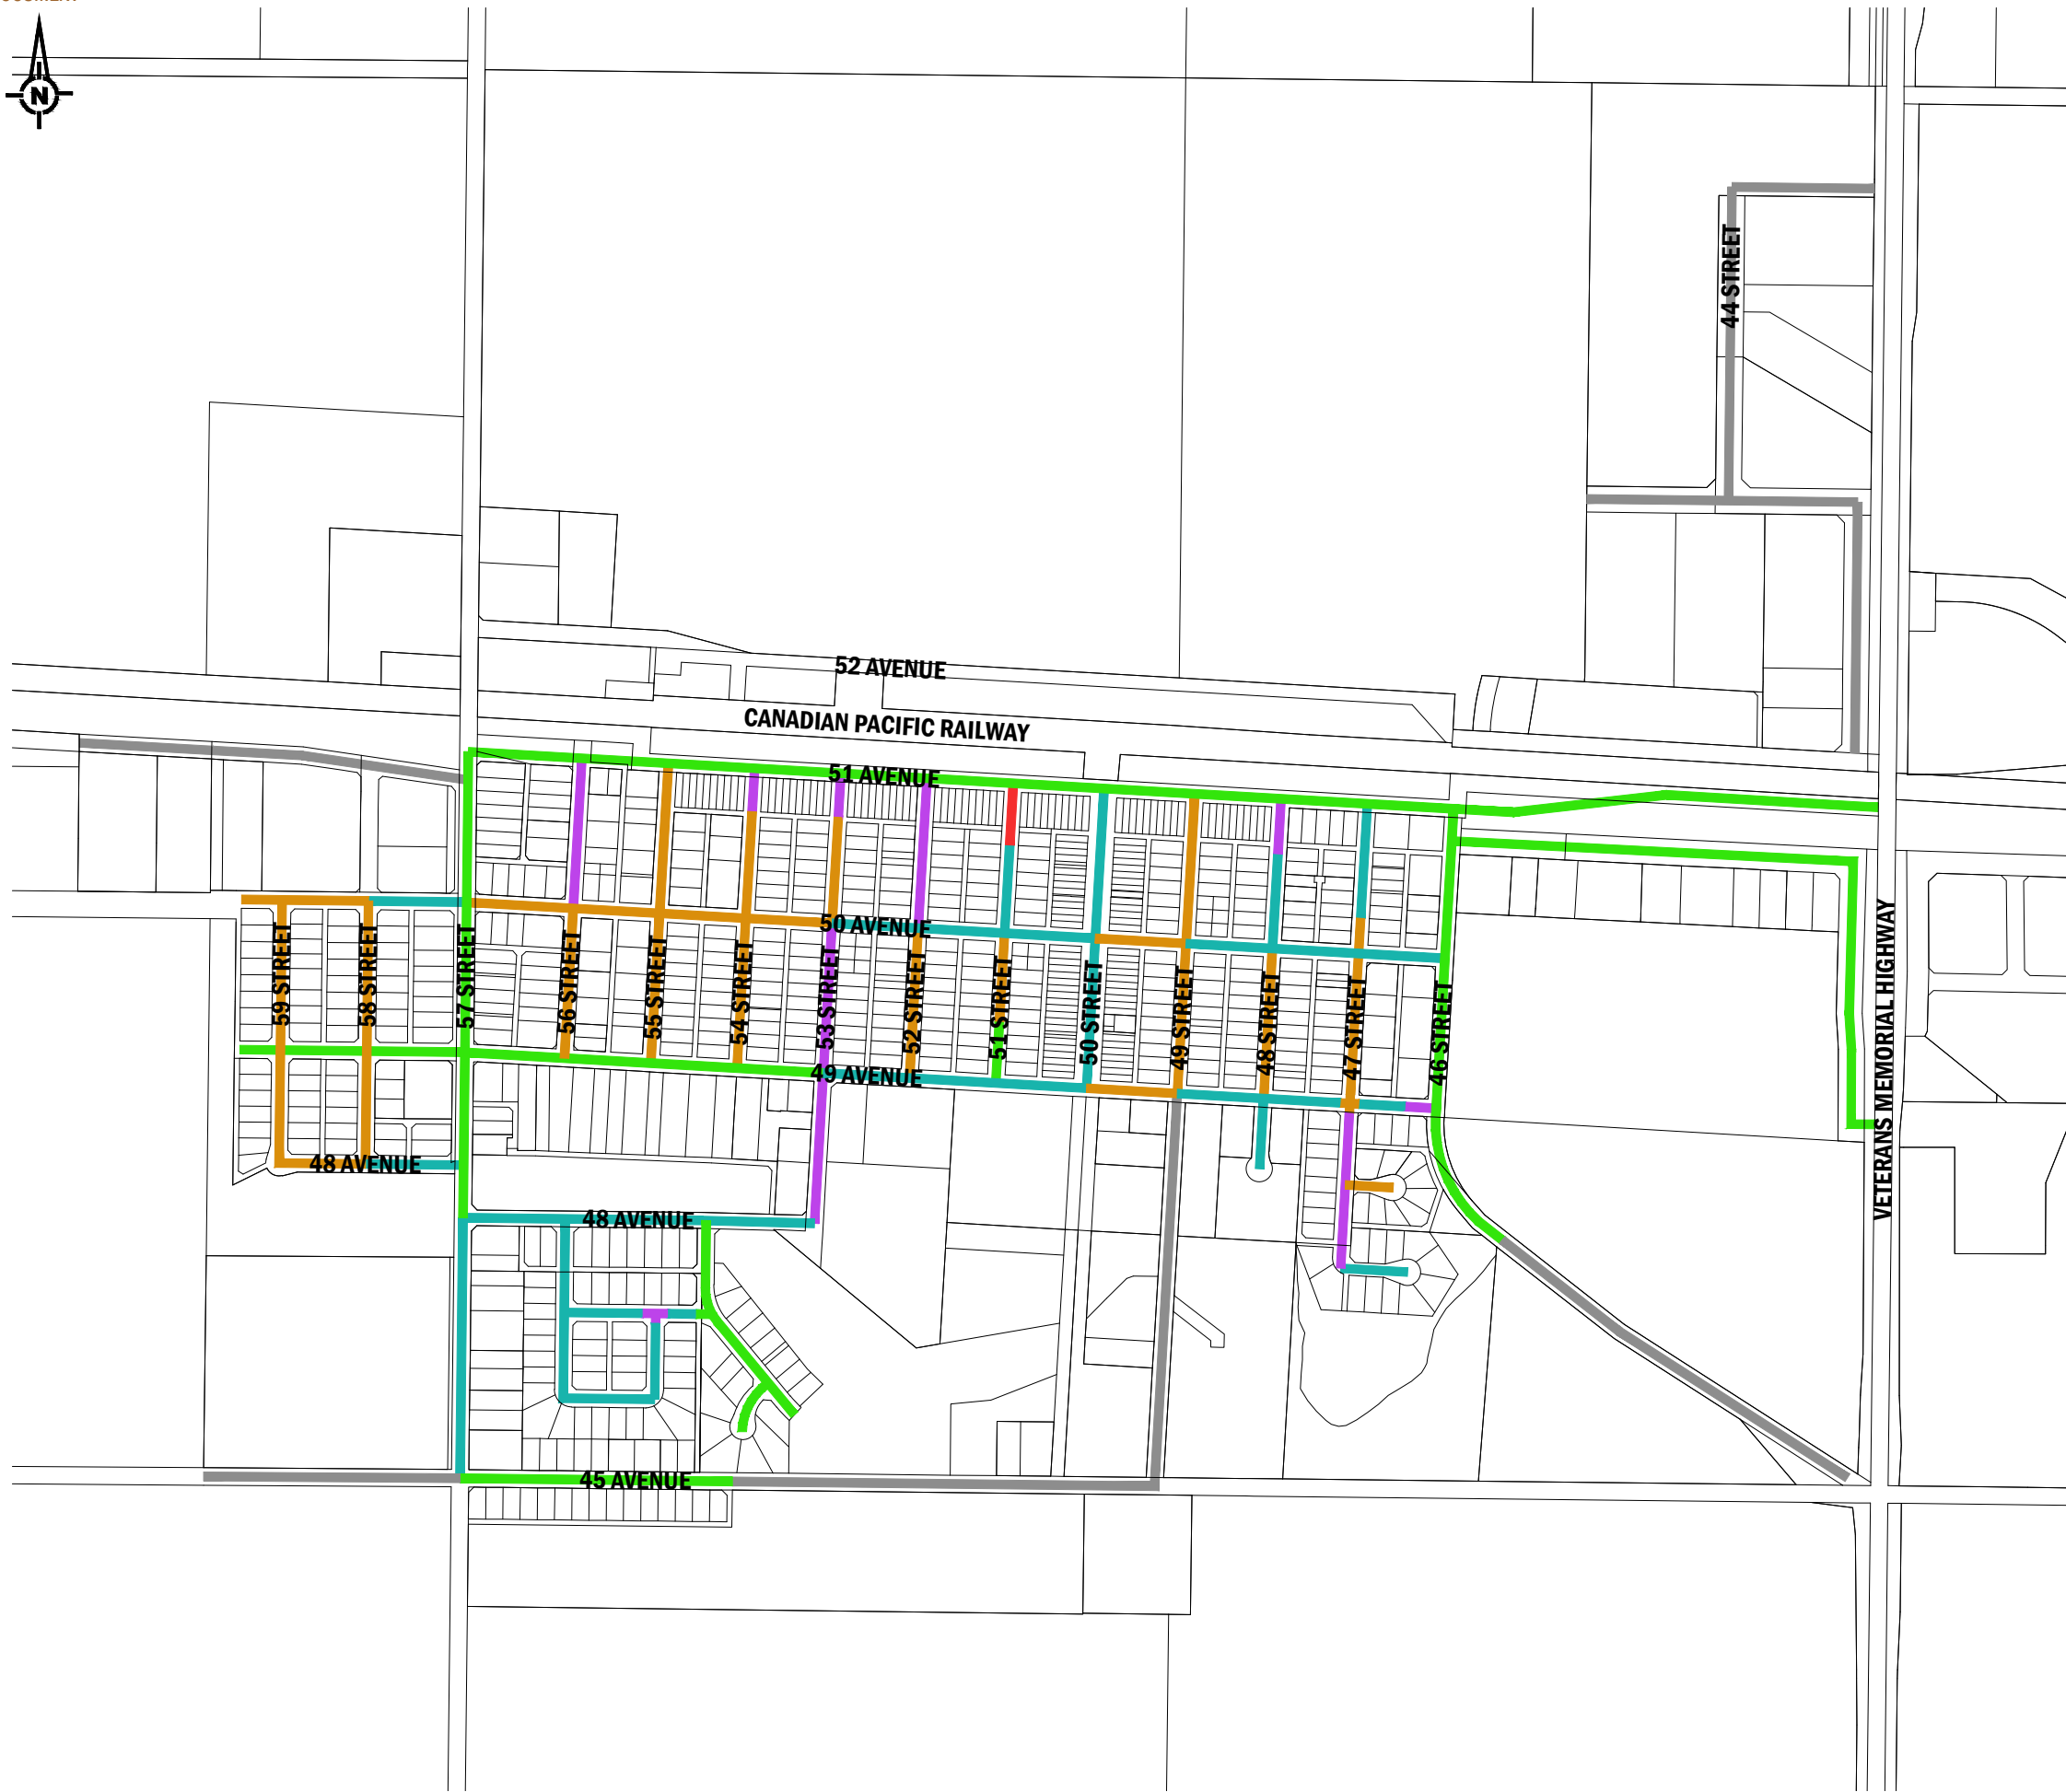 N
44 STREET
52 AVENUE
CANADIAN PACIFIC RAILWAY
51 AVENUE
50 AVENUE
59 STREET
58 STREET
57 STREET
56 STREET
55 STREET
54 STREET
53 STREET
52 STREET
51 STREET
50 STREET
49 STREET
48 STREET
47 STREET
46 STREET
VETERANS MEMORIAL HIGHWAY
49 AVENUE
48 AVENUE
48 AVENUE
45 AVENUE